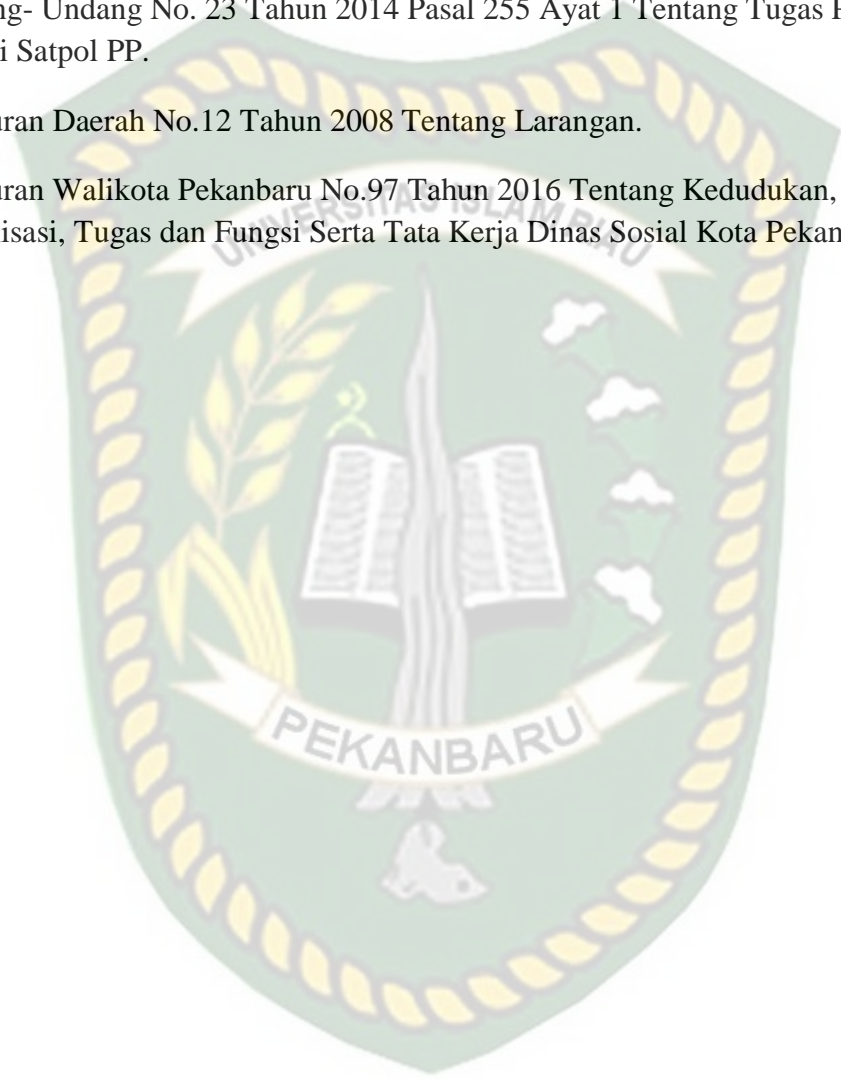 ng- Undang No. 23 Tahun 2014 Pasal 255 Ayat 1 Tentang Tugas
i Satpol PP.
uran Daerah No.12 Tahun 2008 Tentang Larangan.
uran Walikota Pekanbaru No.97 Tahun 2016 Tentang Kedudukan,
isasi, Tugas dan Fungsi Serta Tata Kerja Dinas Sosial Kota Pekan
UNIVERSITAS ISLAM RIAU
PEKANBARU